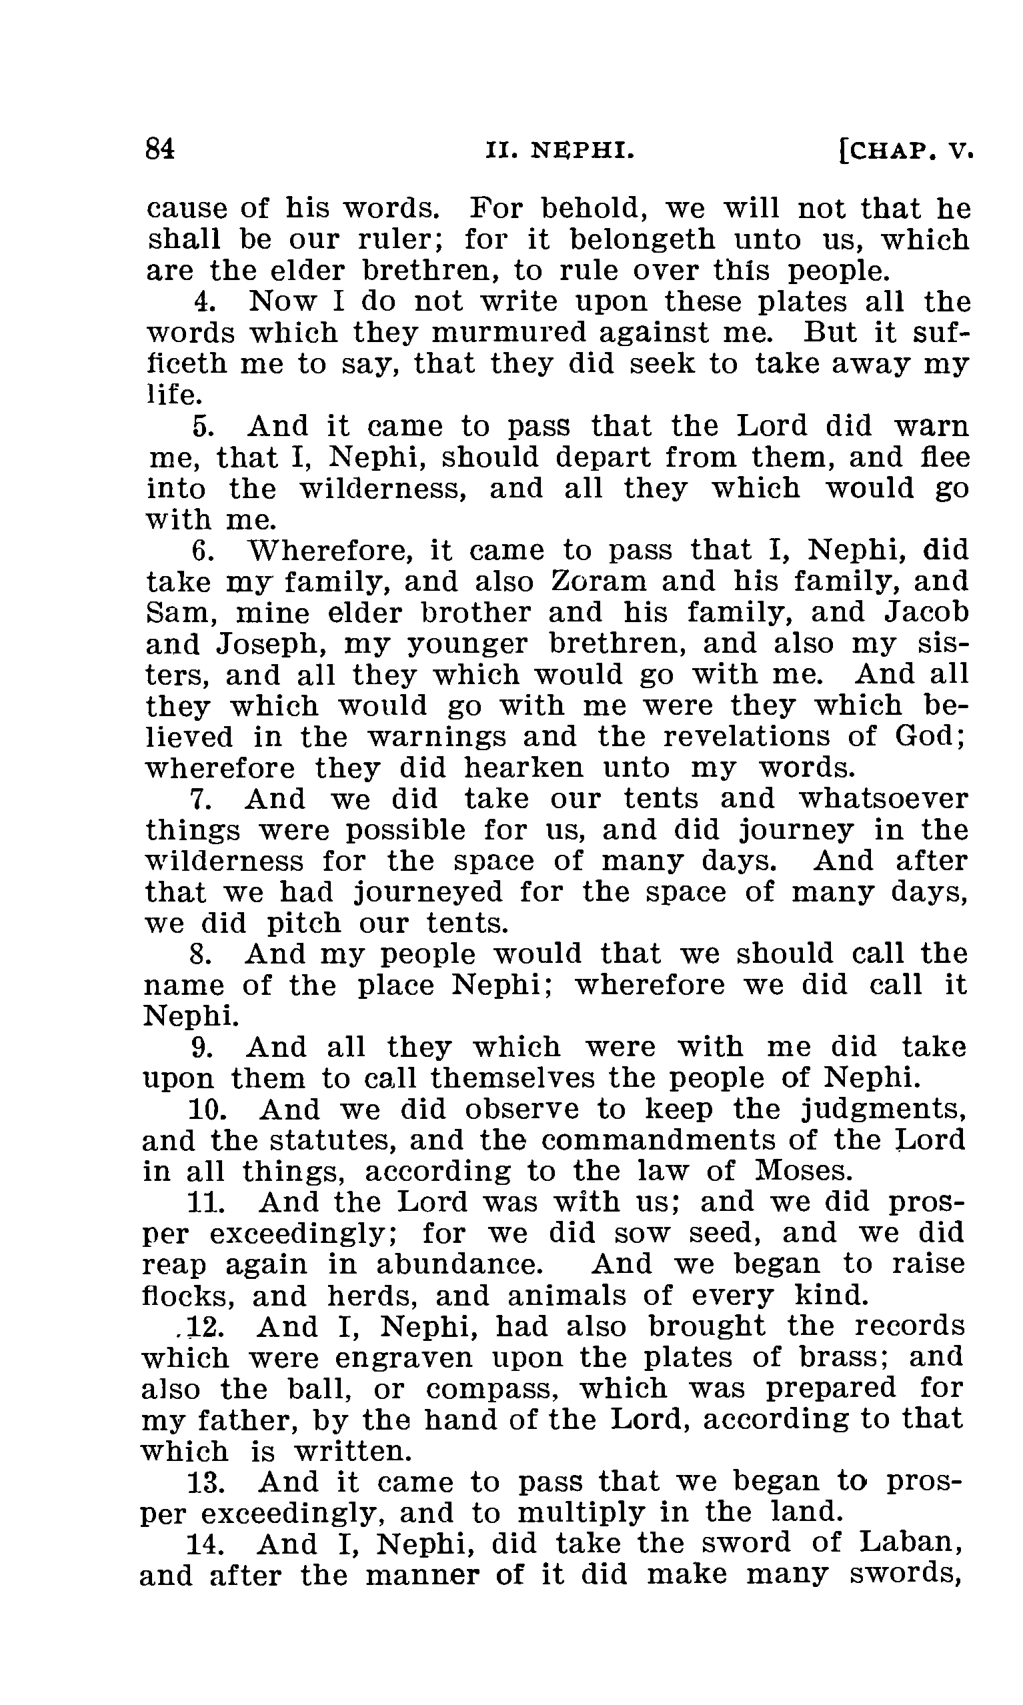 84 II. NEPHI. [CHAP. V.
cause of his words. For behold, we will not that he
shall be our ruler; for it belongeth unto us, which
are the elder brethren, to rule over this people.
4. Now I do not write upon these plates all the
words which they murmured against me. But it suf-
ficeth me to say, that they did seek to take away my
life.
5. And it came to pass that the Lord did warn
me, that I, Nephi, should depart from them, and flee
into the wilderness, and all they which would go
with me.
6. Wherefore, it came to pass that I, Nephi, did
take my family, and also Zoram and his family, and
Sam, mine elder brother and his family, and Jacob
and Joseph, my younger brethren, and also my sis-
ters, and all they which would go with me. And all
they which would go with me were they which be-
lieved in the warnings and the revelations of God;
wherefore they did hearken unto my words.
7. And we did take our tents and whatsoever
things were possible for us, and did journey in the
wilderness for the space of many days. And after
that we had journeyed for the space of many days,
we did pitch our tents.
8. And my people would that we should call the
name of the place Nephi; wherefore we did call it
Nephi.
9. And all they which were with me did take
upon them to call themselves the people of Nephi.
10. And we did observe to keep the judgments,
and the statutes, and the commandments of the Lord
in all things, according to the law of Moses.
11. And the Lord was with us; and we did pros-
per exceedingly; for we did sow seed, and we did
reap again in abundance. And we began to raise
flocks, and herds, and animals of every kind.
12. And I, Nephi, had also brought the records
which were engraven upon the plates of brass; and
also the ball, or compass, which was prepared for
my father, by the hand of the Lord, according to that
which is written.
13. And it came to pass that we began to pros-
per exceedingly, and to multiply in the land.
14. And I, Nephi, did take the sword of Laban,
and after the manner of it did make many swords,